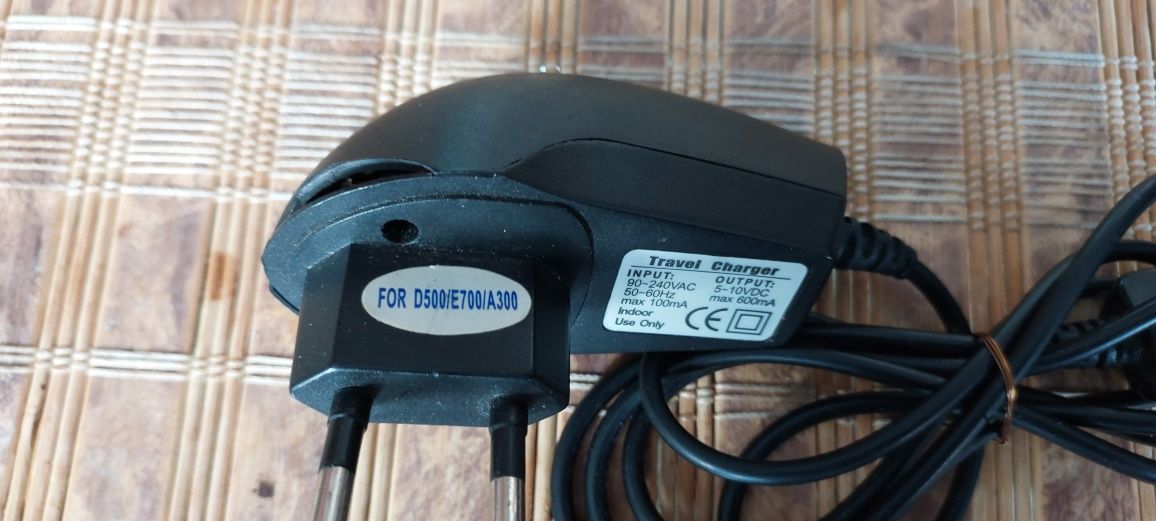 FOR D500/E700/A300
Travel Charger
INPUT: OUTPUT:
90~240VAC 5-10VDC
50~60Hz max 600mA
max 100mA
Indoor
Use Only CE